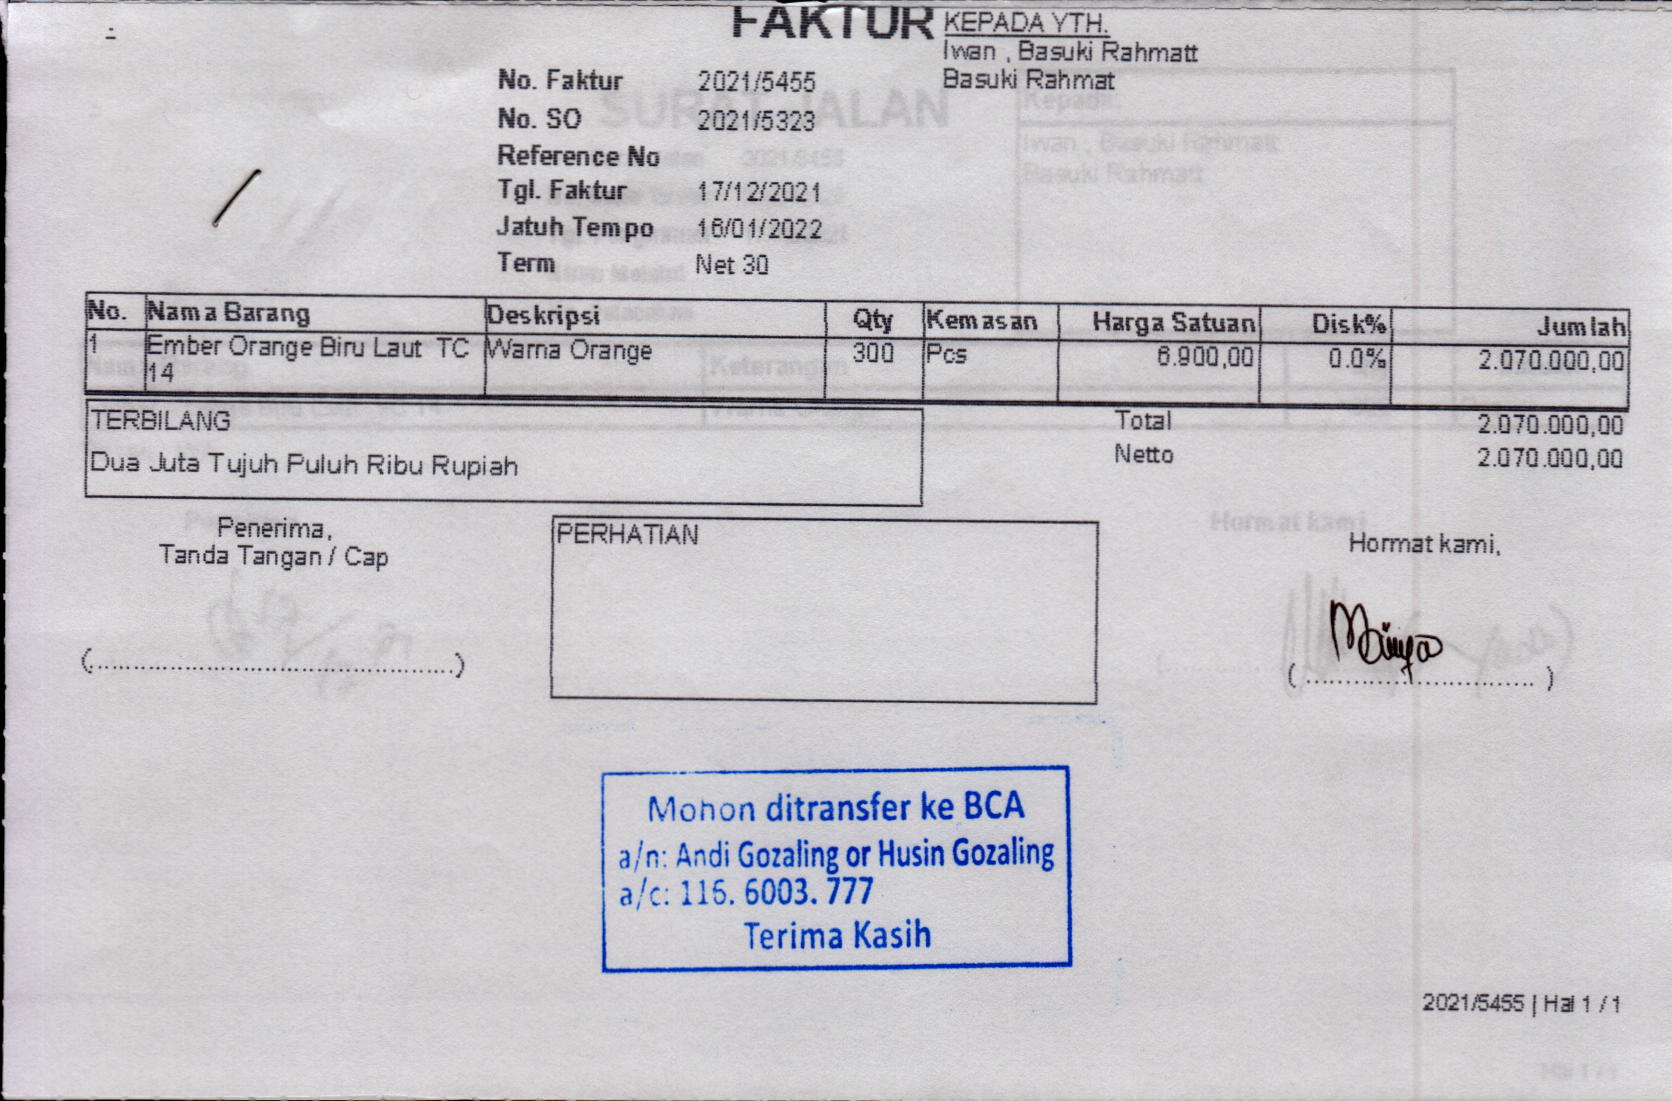 FAKTUR
KEPADA YTH.
Iwan , Basuki Rahmatt
Basuki Rahmat
No. Faktur 2021/5455
No. SO 2021/5323
Reference No
Tgl. Faktur 17/12/2021
Jatuh Tempo 16/01/2022
Term Net 30
No. Nama Barang Deskripsi Qty Kemasan Harga Satuan Disk% Jumlah
1 Ember Orange Biru Laut TC Warna Orange 300 Pcs 6.900,00 0.0% 2.070.000,00
14
TERBILANG
Dua Juta Tujuh Puluh Ribu Rupiah
Total 2.070.000,00
Netto 2.070.000,00
Penerima,
Tanda Tangan / Cap
(..............................................)
PERHATIAN
Hormat kami,
(..............................)
Mohon ditransfer ke BCA
a/n: Andi Gozaling or Husin Gozaling
a/c: 116. 6003. 777
Terima Kasih
2021/5455 | Hal 1 / 1